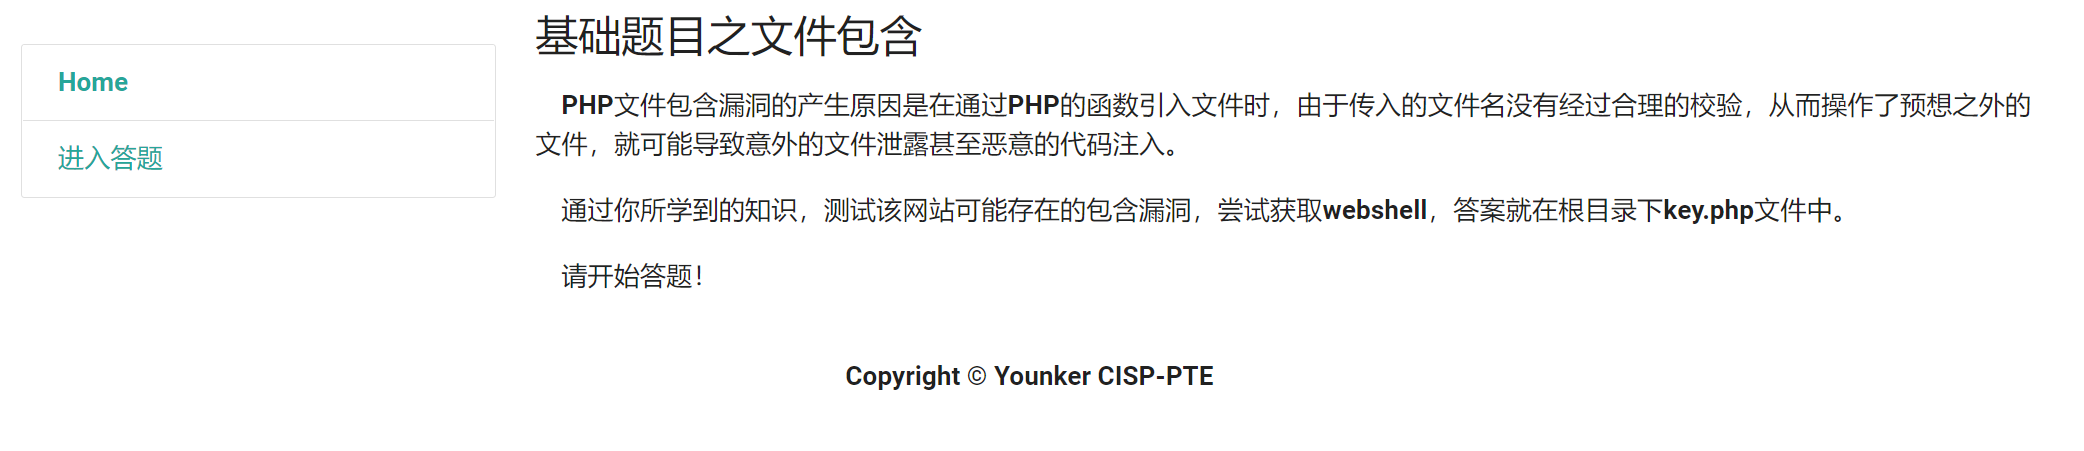 基础题目之文件包含
Home
进入答题
PHP文件包含漏洞的产生原因是在通过PHP的函数引入文件时，由于传入的文件名没有经过合理的校验，从而操作了预想之外的
文件，就可能导致意外的文件泄露甚至恶意的代码注入。
通过你所学到的知识，测试该网站可能存在的包含漏洞，尝试获取webshell，答案就在根目录下key.php文件中。
请开始答题！
Copyright © Younker CISP-PTE